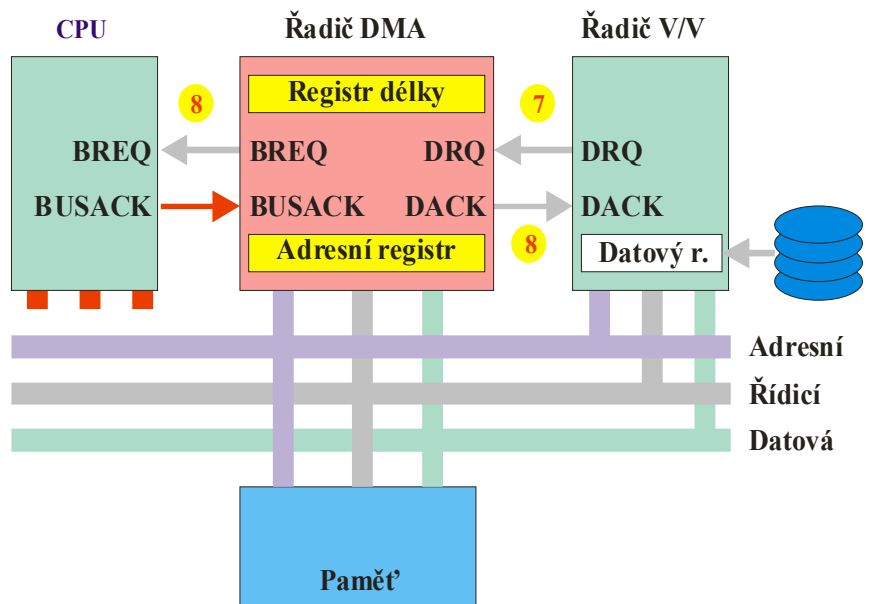 CPU
Řadič DMA
Řadič V/V
8
Registr délky
7
BREQ
BREQ
DRQ
DRQ
BUSACK
BUSACK
DACK
DACK
8
Adresní registr
Datový r.
Adresní
Řídicí
Datová
Paměť